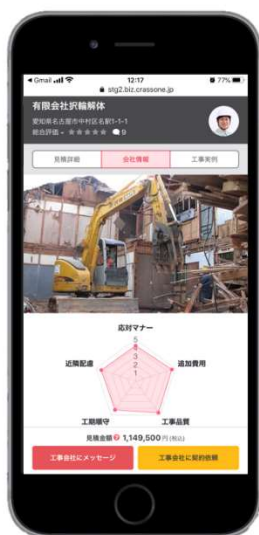 Gmail 12:17 77%
stg2.biz.crassone.jp
有限会社択輪解体
愛知県名古屋市中村区名駅1-1-1
総合評価 - ★★★★★ 9
見積詳細 会社情報 工事実例
応対マナー
5
4
3
2
1
近隣配慮 追加費用
工期順守 工事品質
見積金額 ? 1,149,500 円 (税込)
工事会社にメッセージ 工事会社に契約依頼